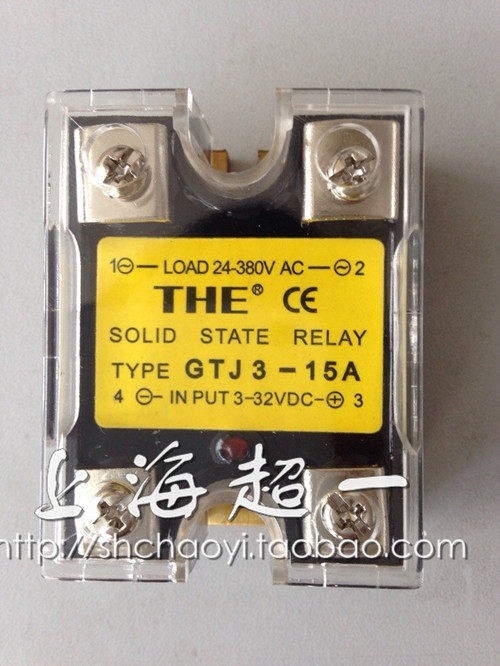 1⊝— LOAD 24-380V AC —⊝2
THE® CE
SOLID STATE RELAY
TYPE GTJ3-15A
4 ⊖- IN PUT 3-32VDC-⊕ 3
上海超一
http://shchaoyi.taobao.com/